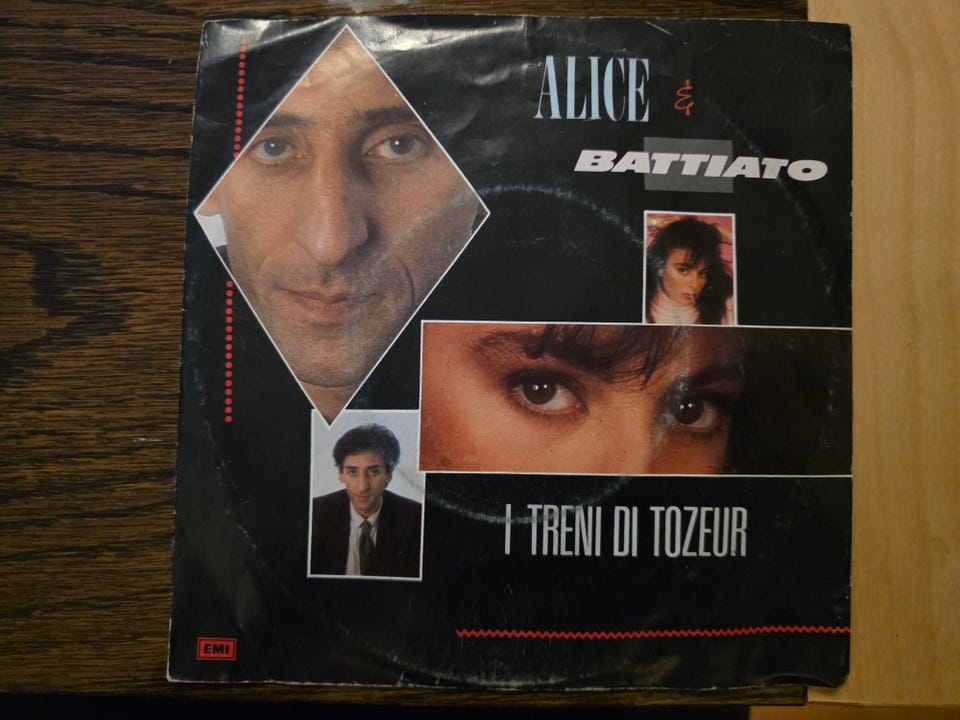 ALICE &
BATTIATO
I TRENI DI TOZEUR
EMI